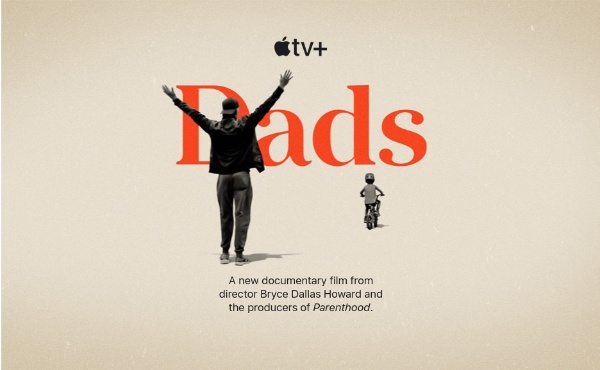 tv+
Dads
A new documentary film from
director Bryce Dallas Howard and
the producers of Parenthood.